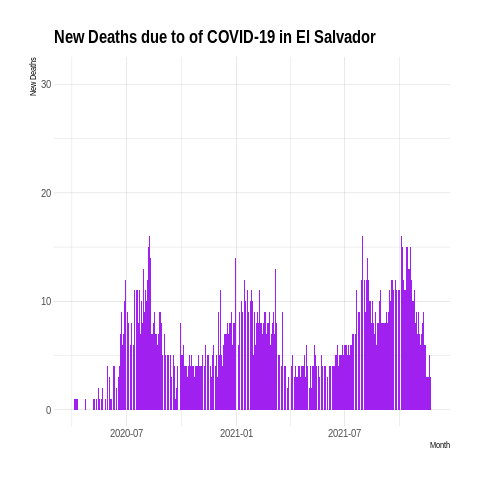 New Deaths due to of COVID-19 in El Salvador
New Deaths
30
20
10
0
2020-07
2021-01
2021-07
Month